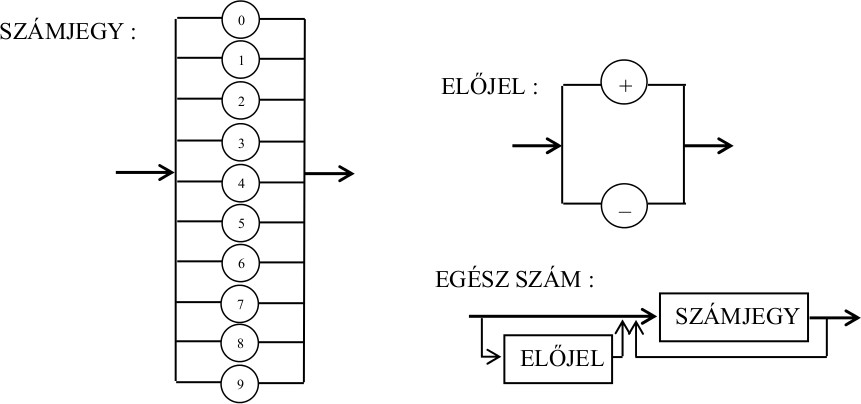 SZÁMJEGY :
0
1
2
3
4
5
6
7
8
9
ELŐJEL :
+
–
EGÉSZ SZÁM :
SZÁMJEGY
ELŐJEL